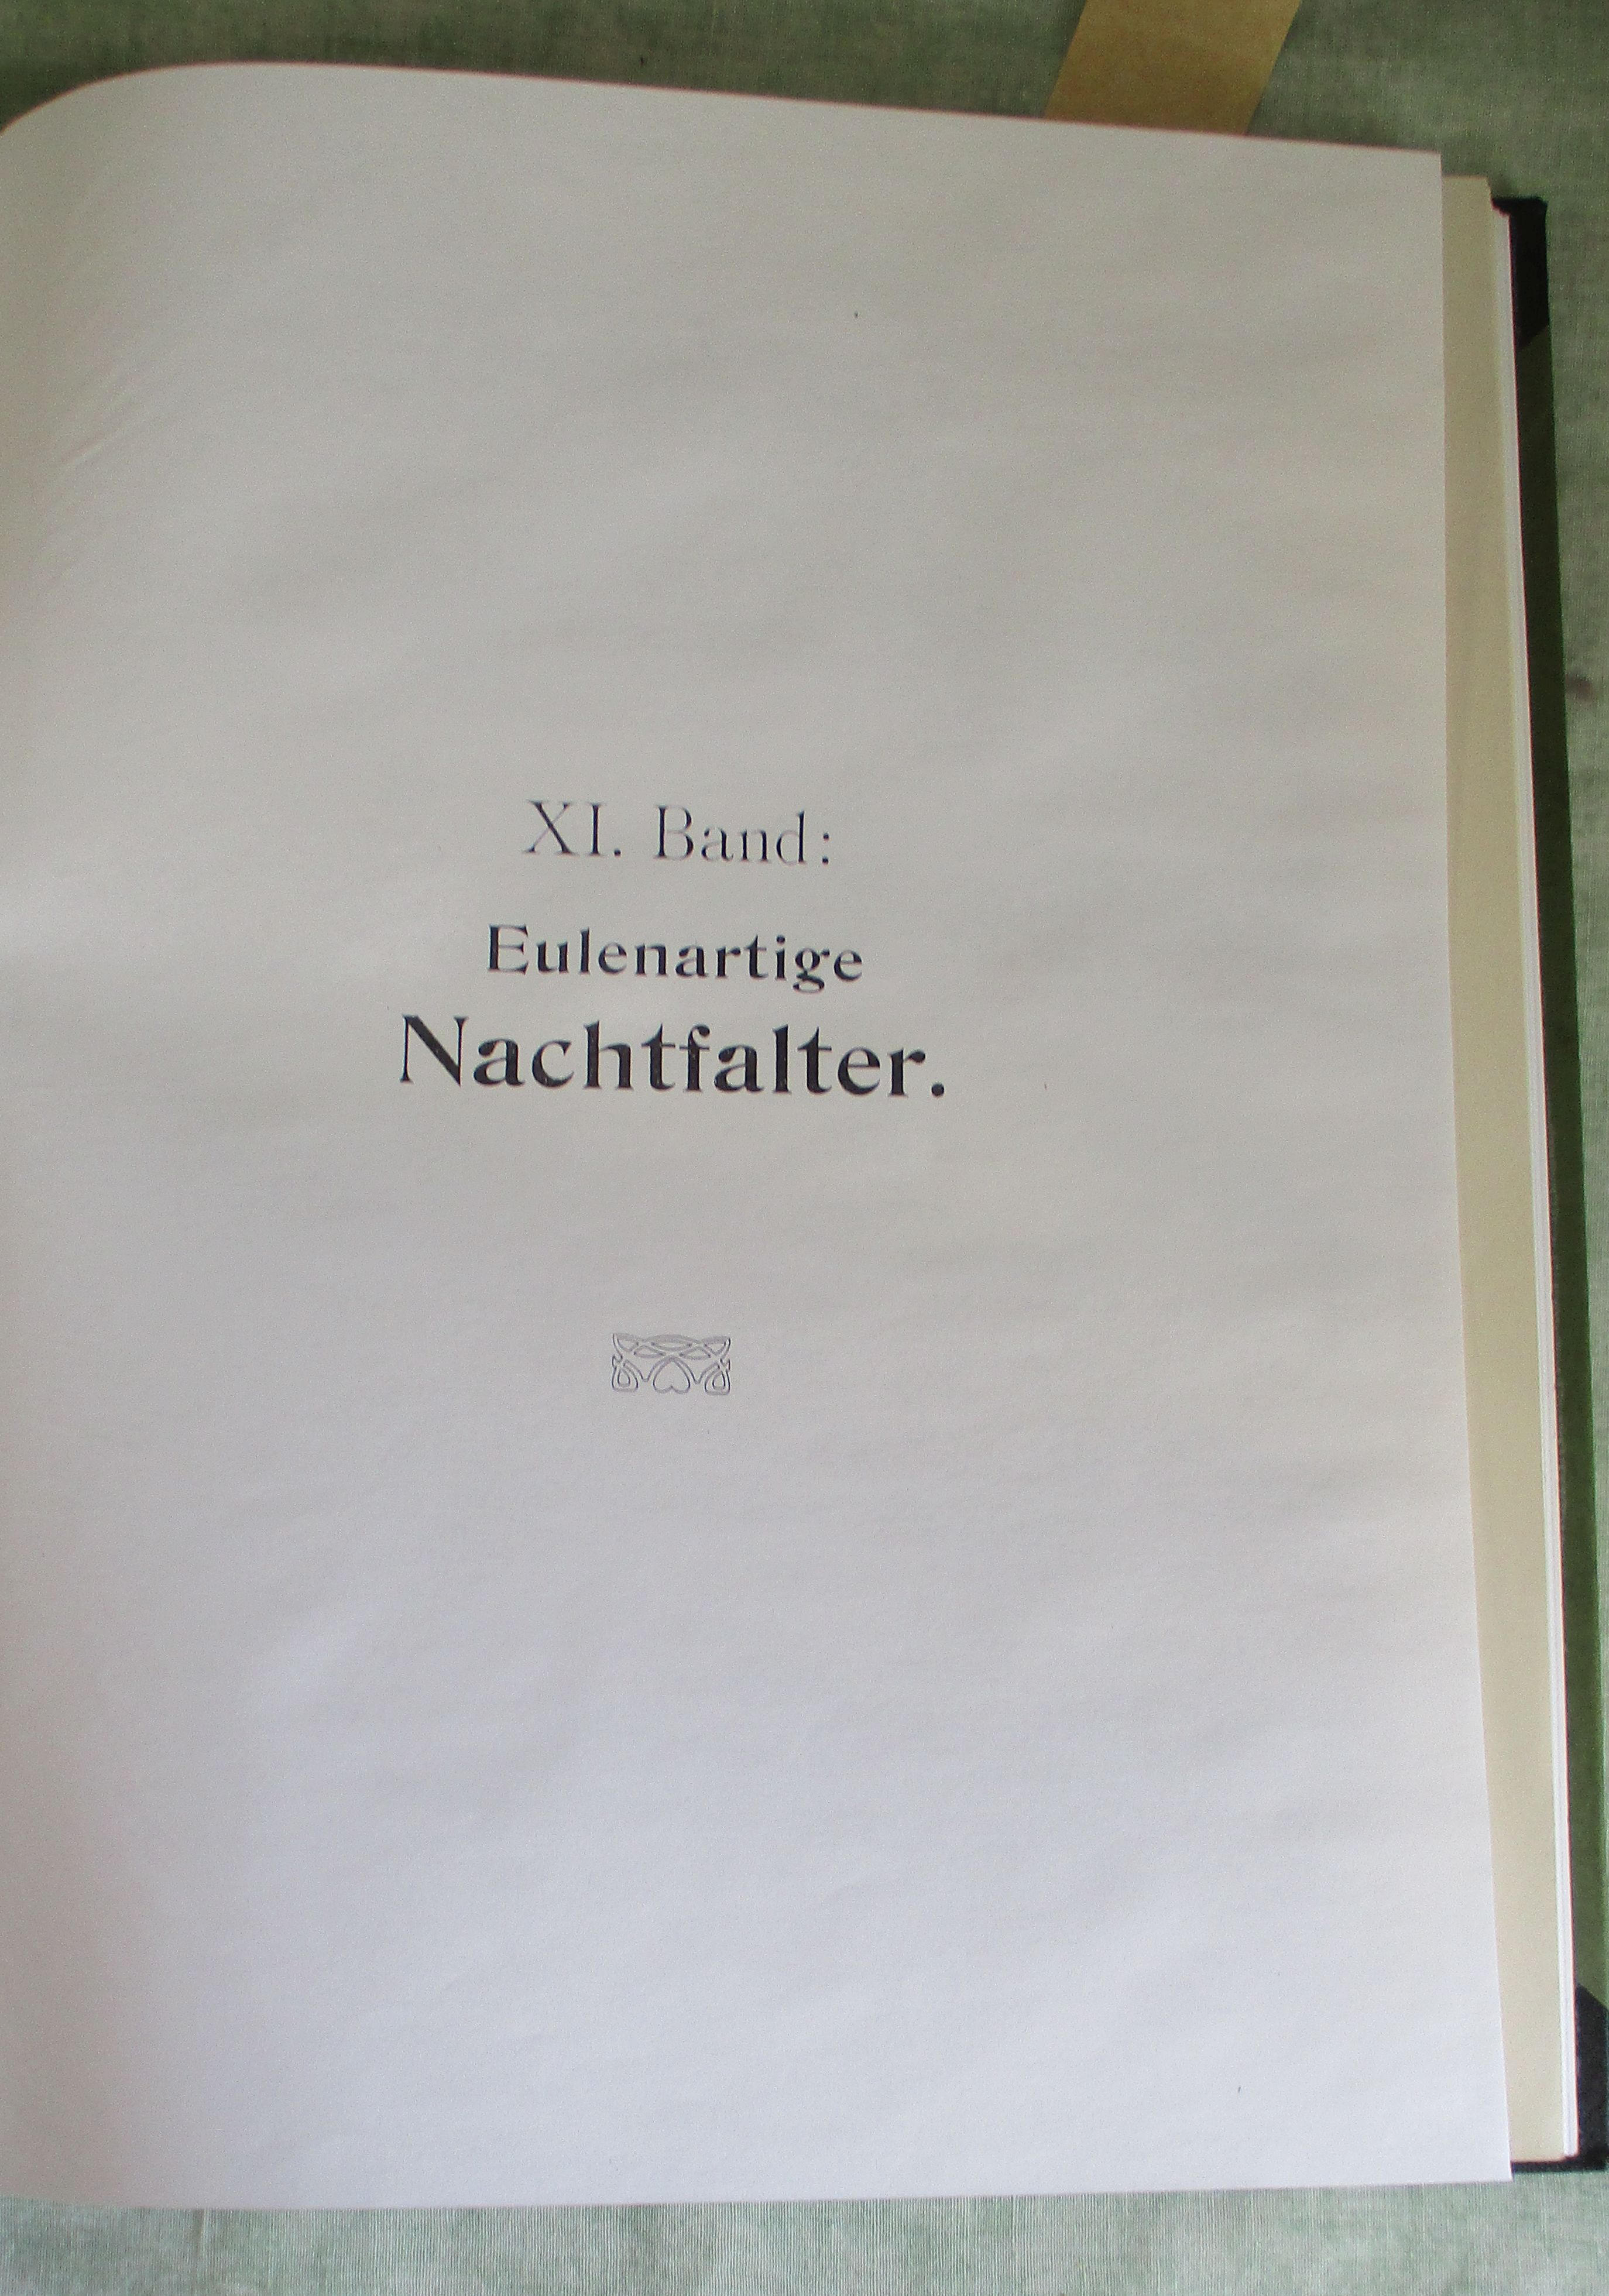 XI. Band:
Eulenartige
Nachtfalter.